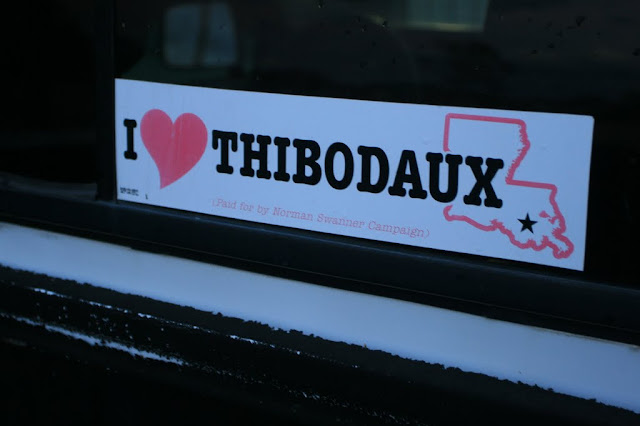 I THIBODAUX
(Paid for by Norman Swanner Campaign)